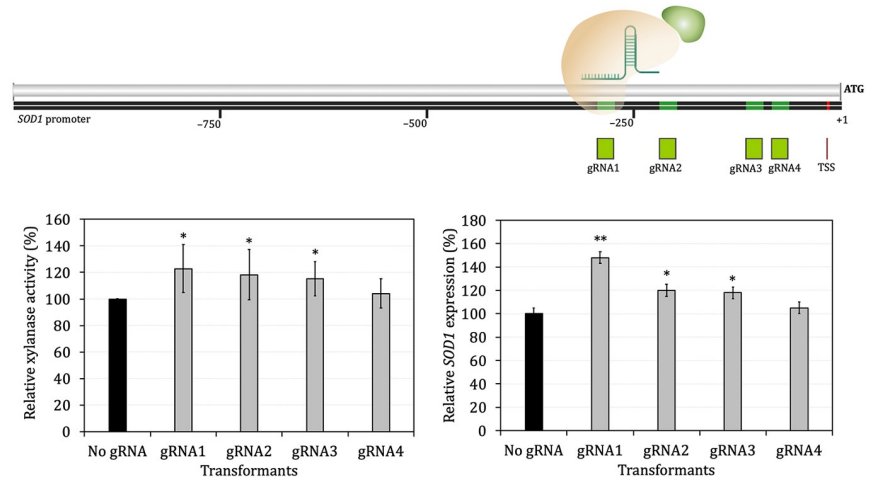 ATG
SOD1 promoter
−750
−500
−250
+1
gRNA1
gRNA2
gRNA3
gRNA4
TSS
Relative xylanase activity (%)
160
140
120
100
80
60
40
20
0
*
*
*
No gRNA
gRNA1
gRNA2
gRNA3
gRNA4
Transformants
Relative SOD1 expression (%)
180
160
140
120
100
80
60
40
20
0
**
*
*
No gRNA
gRNA1
gRNA2
gRNA3
gRNA4
Transformants